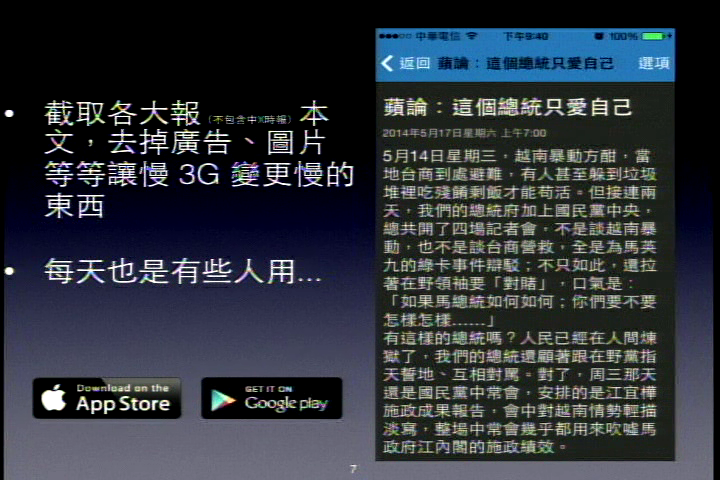 • 截取各大報(不包含中X時報)本
文,去掉廣告、圖片
等等讓慢 3G 變更慢的
東西
• 每天也是有些人用...
Download on the
App Store
GET IT ON
Google play
中華電信 下午9:40 100%
返回 蘋論:這個總統只愛自己 選項
蘋論:這個總統只愛自己
2014年5月17日星期六 上午7:00
5月14日星期三,越南暴動方酣,當
地台商到處避難,有人甚至躲到垃圾
堆裡吃殘餚剩飯才能苟活。但接連兩
天,我們的總統府加上國民黨中央,
總共開了四場記者會,不是談越南暴
動,也不是談台商營救,全是為馬英
九的綠卡事件辯駁;不只如此,還拉
著在野領袖要「對賭」,口氣是:
「如果馬總統如何如何;你們要不要
怎樣怎樣……」
有這樣的總統嗎?人民已經在人間煉
獄了,我們的總統還顧著跟在野黨指
天誓地、互相對罵。對了,周三那天
還是國民黨中常會,安排的是江宜樺
施政成果報告,會中對越南情勢輕描
淡寫,整場中常會幾乎都用來吹噓馬
政府江內閣的施政績效。
7